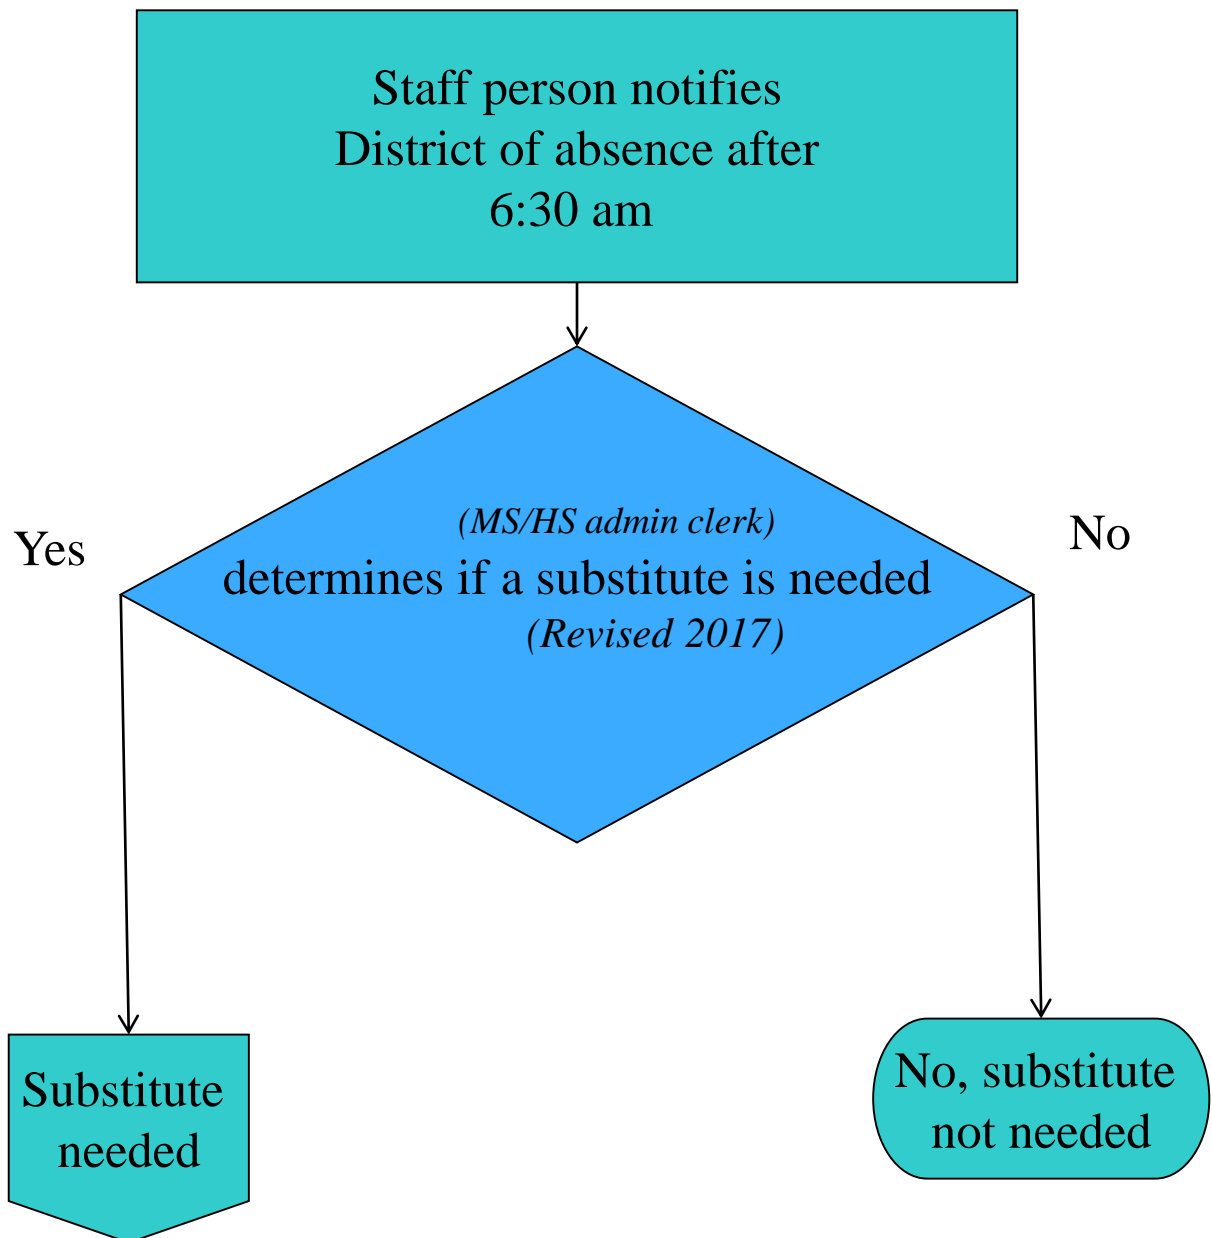 Staff person notifies
District of absence after
6:30 am
(MS/HS admin clerk)
determines if a substitute is needed
(Revised 2017)
Yes
No
Substitute
needed
No, substitute
not needed